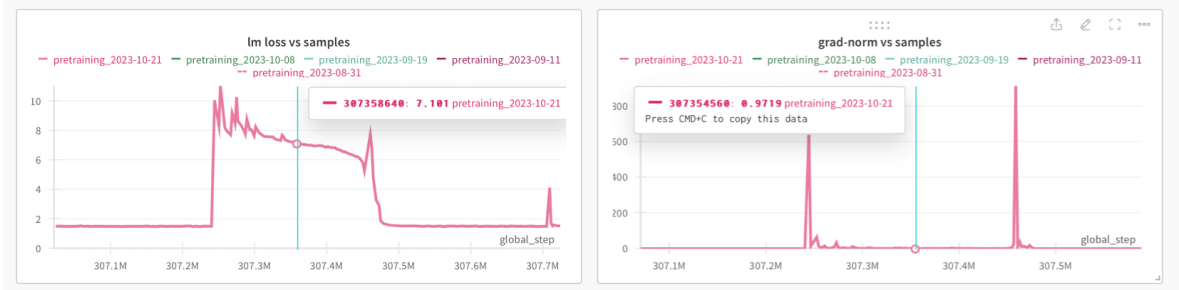 lm loss vs samples
pretraining_2023-10-21 pretraining_2023-10-08 pretraining_2023-09-19 pretraining_2023-09-11
pretraining_2023-08-31
307358640: 7.101 pretraining_2023-10-21
10
8
6
4
2
0
global_step
307.1M 307.2M 307.3M 307.4M 307.5M 307.6M 307.7M
grad-norm vs samples
pretraining_2023-10-21 pretraining_2023-10-08 pretraining_2023-09-19 pretraining_2023-09-11
pretraining_2023-08-31
307354560: 0.9719 pretraining_2023-10-21
Press CMD+C to copy this data
800
600
400
200
0
global_step
307.1M 307.2M 307.3M 307.4M 307.5M